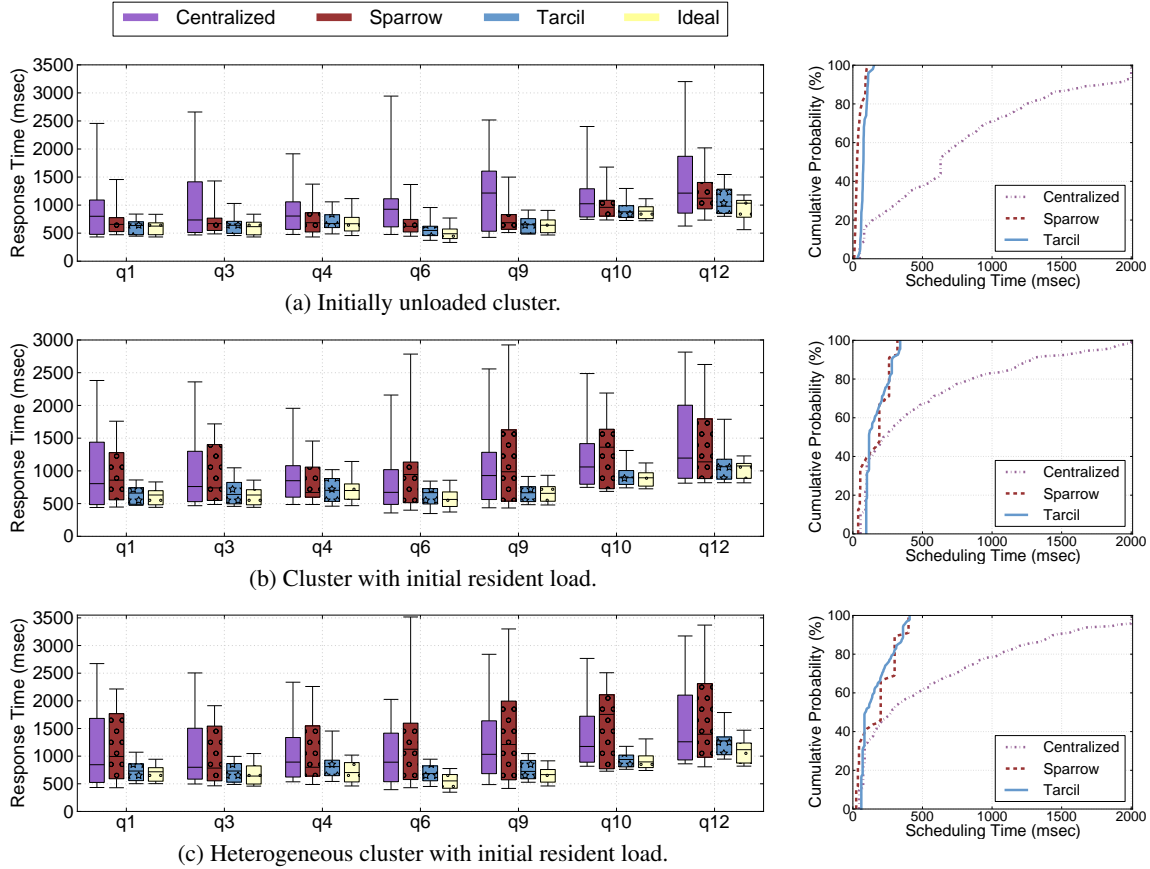 Centralized Sparrow Tarcil Ideal
Response Time (msec)
3500
3000
2500
2000
1500
1000
500
0
q1 q3 q4 q6 q9 q10 q12
Cumulative Probability (%)
100
80
60
40
20
0
0 500 1000 1500 2000
Scheduling Time (msec)
Centralized
Sparrow
Tarcil
(a) Initially unloaded cluster.
Response Time (msec)
3000
2500
2000
1500
1000
500
0
q1 q3 q4 q6 q9 q10 q12
Cumulative Probability (%)
100
80
60
40
20
0
0 500 1000 1500 2000
Scheduling Time (msec)
Centralized
Sparrow
Tarcil
(b) Cluster with initial resident load.
Response Time (msec)
3500
3000
2500
2000
1500
1000
500
0
q1 q3 q4 q6 q9 q10 q12
Cumulative Probability (%)
100
80
60
40
20
0
0 500 1000 1500 2000
Scheduling Time (msec)
Centralized
Sparrow
Tarcil
(c) Heterogeneous cluster with initial resident load.